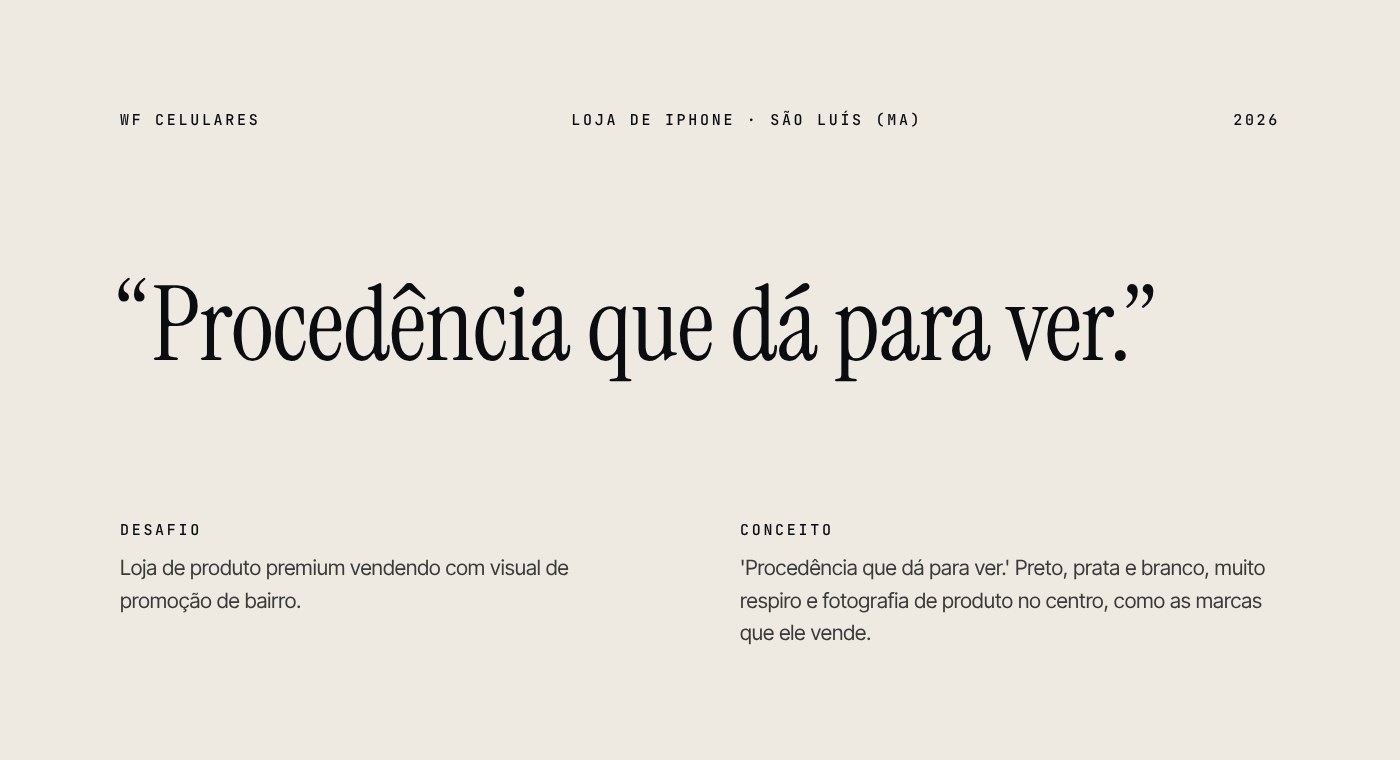 WF CELULARES
LOJA DE IPHONE · SÃO LUÍS (MA)
2026
“Procedência que dá para ver.”
DESAFIO
Loja de produto premium vendendo com visual de
promoção de bairro.
CONCEITO
'Procedência que dá para ver.' Preto, prata e branco, muito
respiro e fotografia de produto no centro, como as marcas
que ele vende.